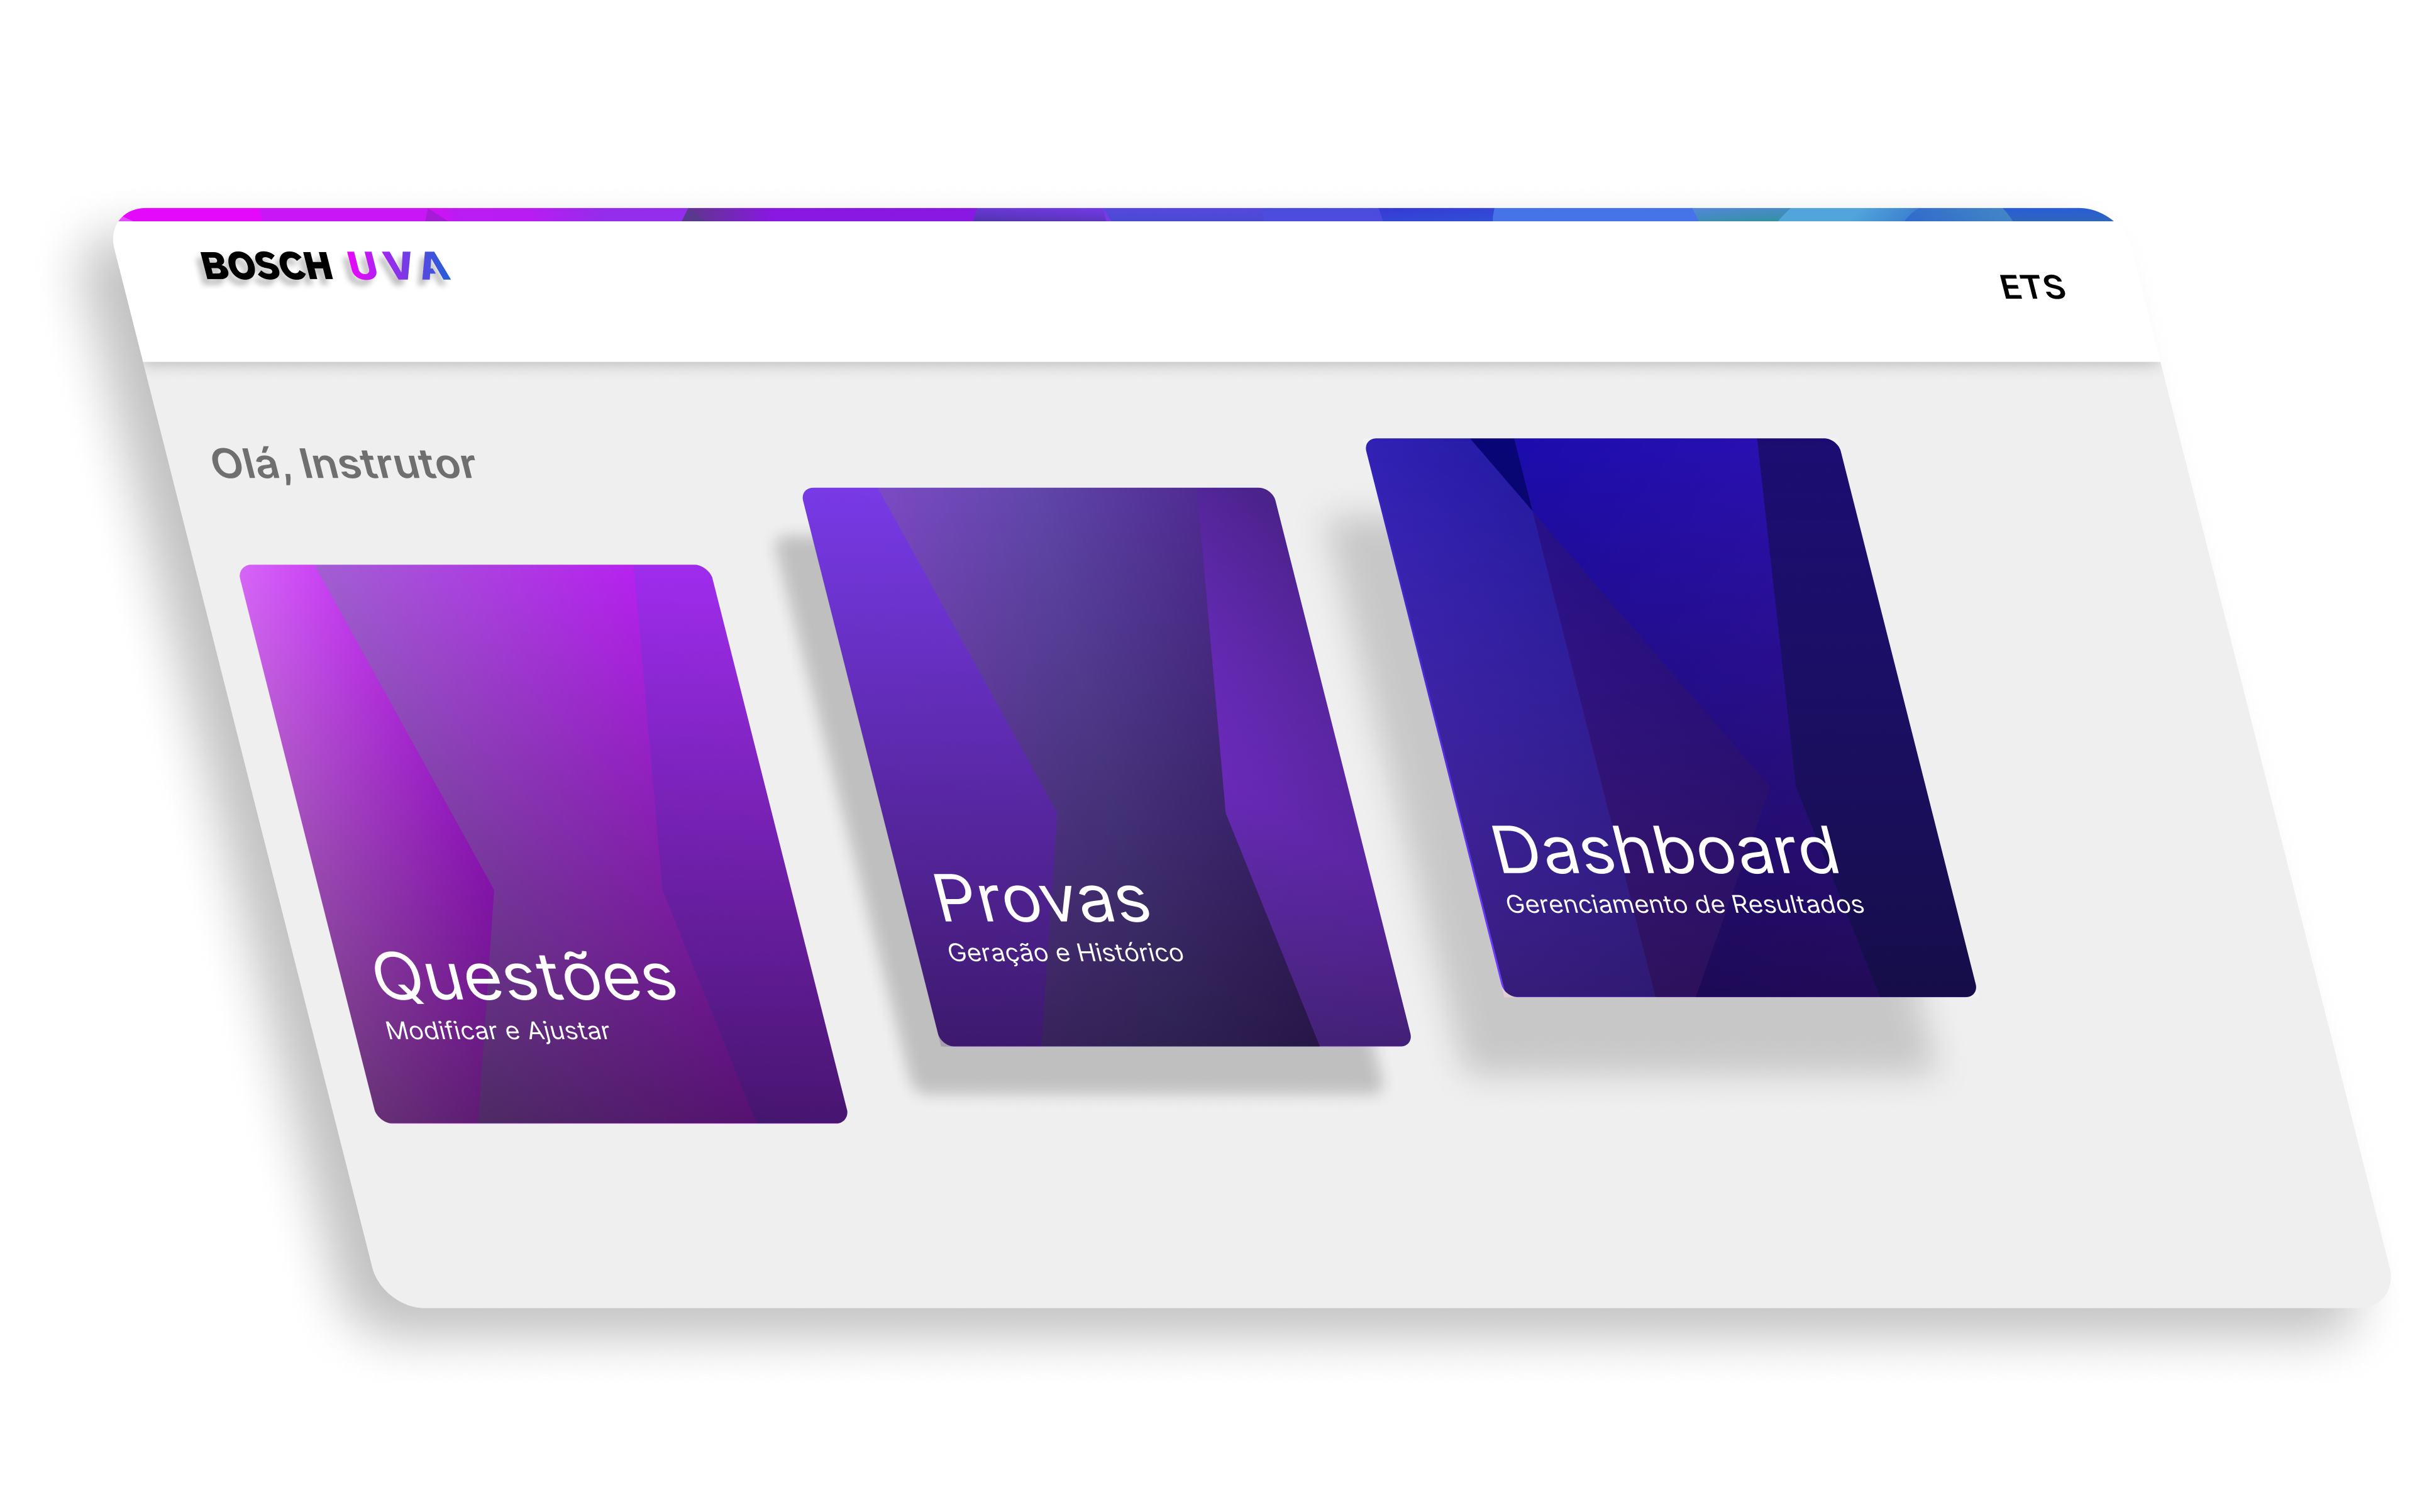 BOSCH UVA
ETS
Olá, Instrutor
Questões
Modificar e Ajustar
Provas
Geração e Histórico
Dashboard
Gerenciamento de Resultados